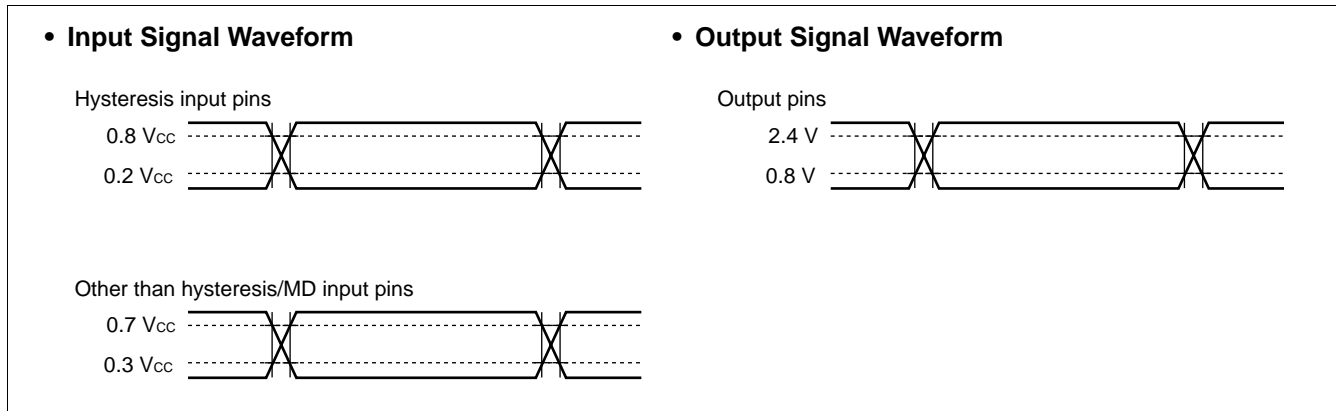 • Input Signal Waveform
Hysteresis input pins
0.8 Vcc
0.2 Vcc
Other than hysteresis/MD input pins
0.7 Vcc
0.3 Vcc
• Output Signal Waveform
Output pins
2.4 V
0.8 V